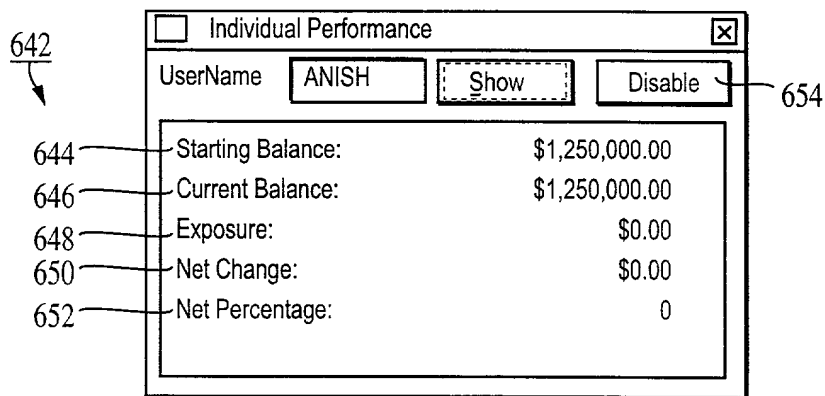 Individual Performance
642
UserName ANISH Show Disable
654
644 Starting Balance: $1,250,000.00
646 Current Balance: $1,250,000.00
648 Exposure: $0.00
650 Net Change: $0.00
652 Net Percentage: 0